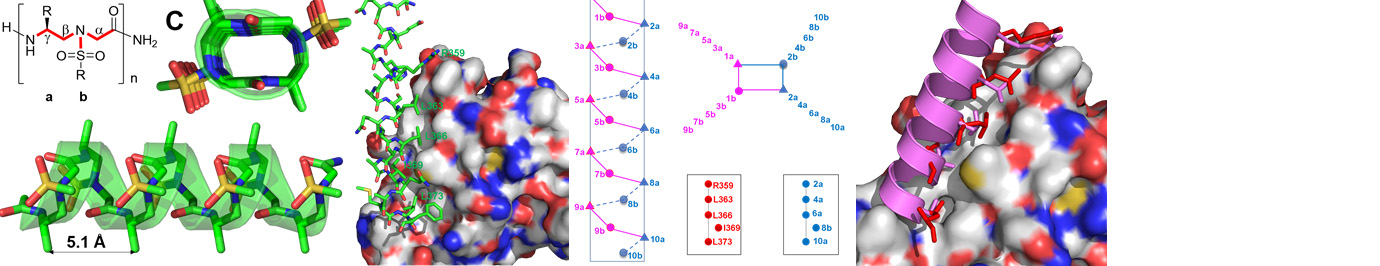 R
O
H
N
H
γ
β
N
α
NH2
O=S=O
R
n
a b
C
5.1 Å
R359
L363
L366
I369
L373
1b
2a
3a
2b
3b
4a
5a
4b
5b
6a
7a
6b
7b
8a
9a
8b
9b
10a
10b
9a
7a
5a
3a
1a
10b
8b
6b
4b
2b
1b
3b
5b
7b
9b
2a
4a
6a
8a
10a
R359
L363
L366
I369
L373
2a
4a
6a
8b
10a